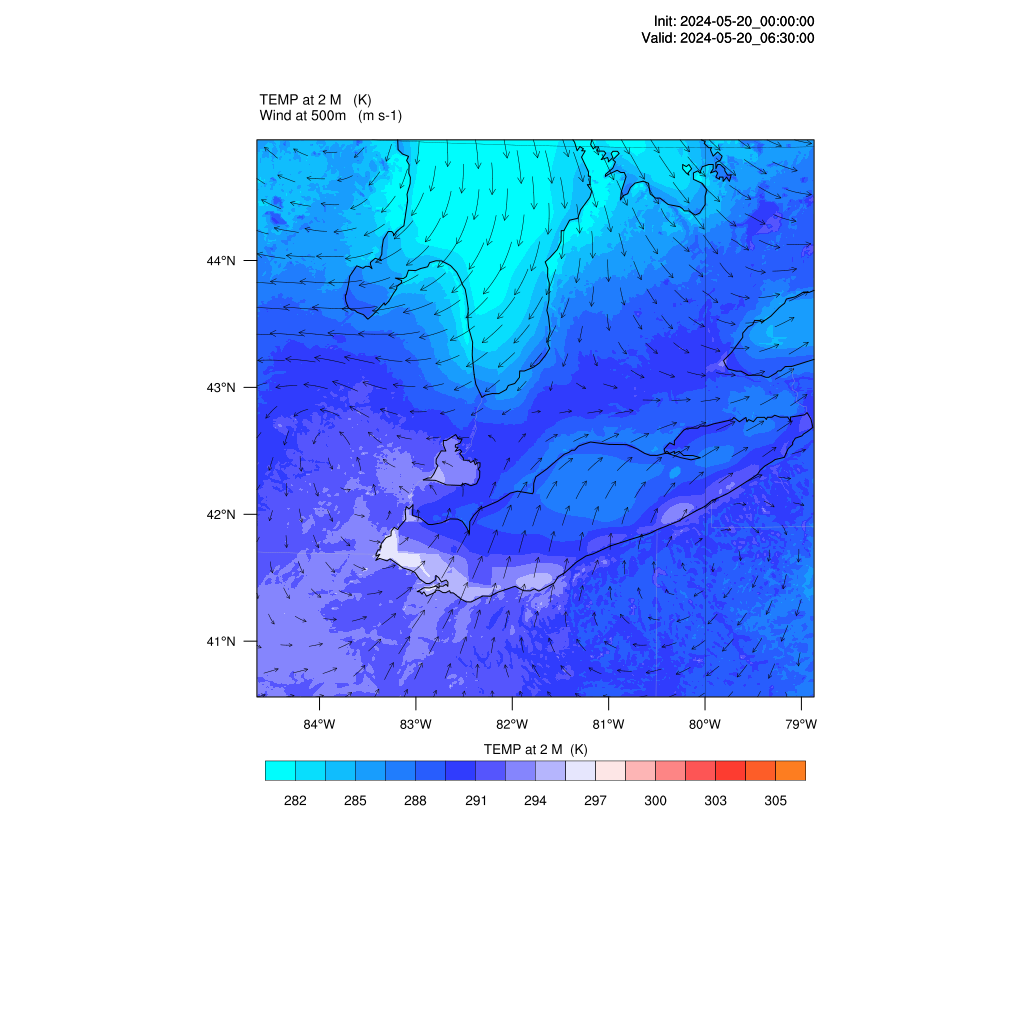 Init: 2024-05-20_00:00:00
Valid: 2024-05-20_06:30:00
TEMP at 2 M (K)
Wind at 500m (m s-1)
44°N
43°N
42°N
41°N
84°W 83°W 82°W 81°W 80°W 79°W
TEMP at 2 M (K)
282 285 288 291 294 297 300 303 305